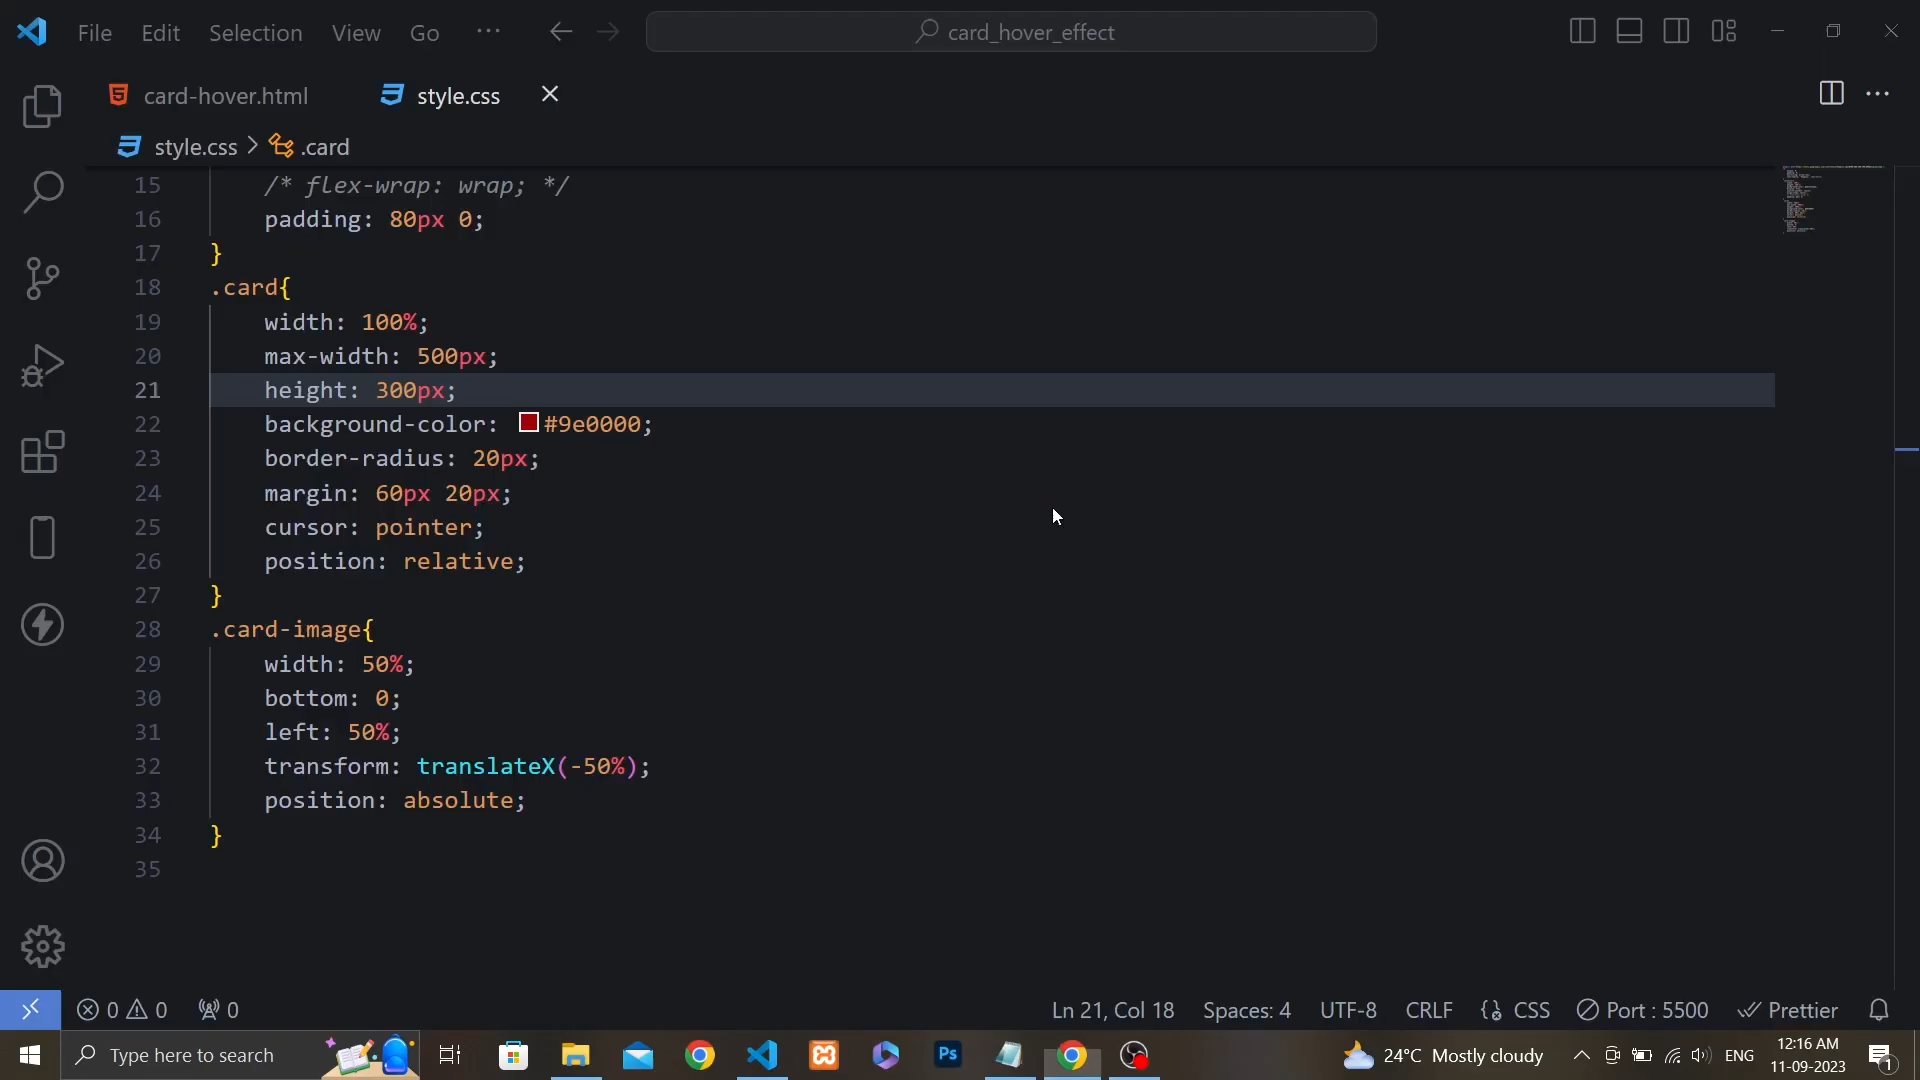 File Edit Selection View Go ···
card_hover_effect
card-hover.html
style.css
style.css > .card
15 /* flex-wrap: wrap; */
16 padding: 80px 0;
17 }
18 .card{
19 width: 100%;
20 max-width: 500px;
21 height: 300px;
22 background-color: #9e0000;
23 border-radius: 20px;
24 margin: 60px 20px;
25 cursor: pointer;
26 position: relative;
27 }
28 .card-image{
29 width: 50%;
30 bottom: 0;
31 left: 50%;
32 transform: translateX(-50%);
33 position: absolute;
34 }
35
0 0 0
Ln 21, Col 18 Spaces: 4 UTF-8 CRLF CSS Port : 5500 Prettier
Type here to search
Ps
24°C Mostly cloudy
ENG
12:16 AM
11-09-2023
1